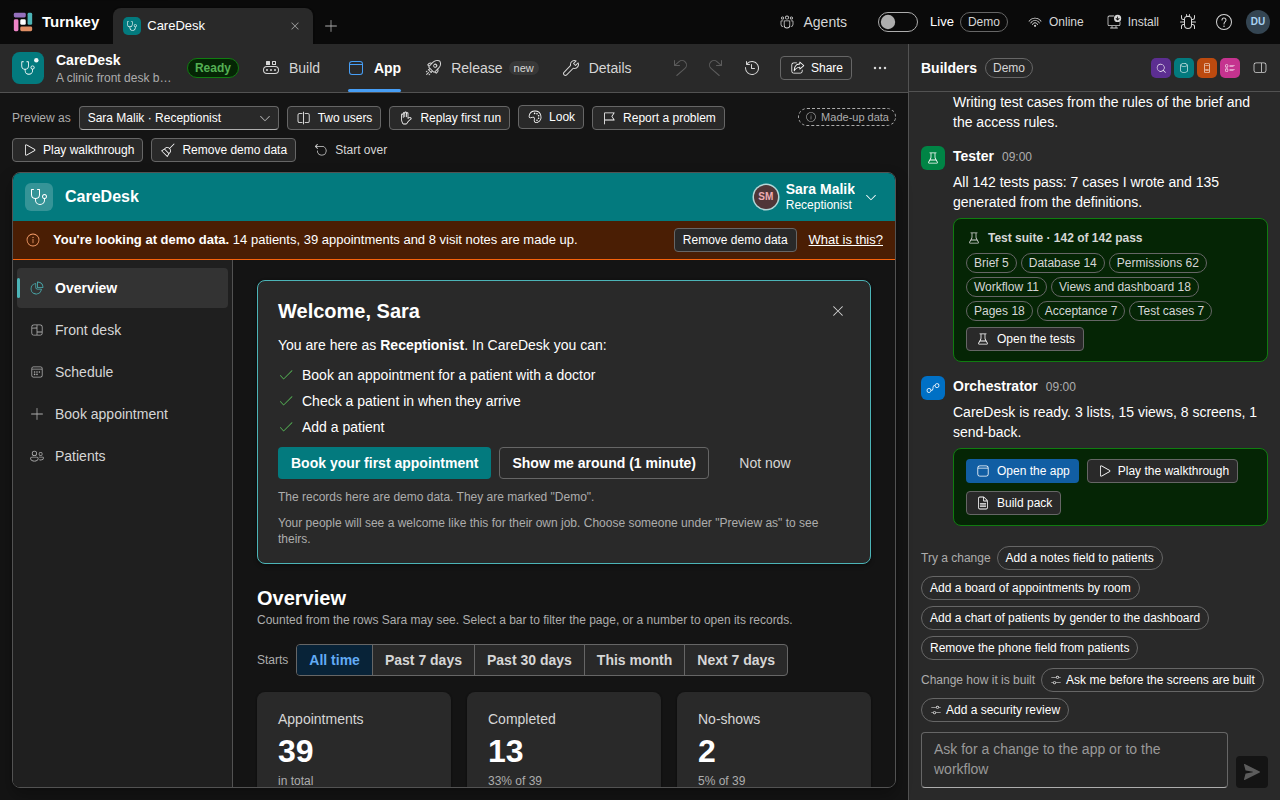 Turnkey
CareDesk
Agents
Live
Demo
Online
Install
DU
CareDesk
A clinic front desk b…
Ready
Build
App
Release new
Details
Share
Preview as
Sara Malik · Receptionist
Two users
Replay first run
Look
Report a problem
Made-up data
Play walkthrough
Remove demo data
Start over
CareDesk
SM
Sara Malik
Receptionist
You're looking at demo data. 14 patients, 39 appointments and 8 visit notes are made up.
Remove demo data
What is this?
Overview
Front desk
Schedule
Book appointment
Patients
Welcome, Sara
You are here as Receptionist. In CareDesk you can:
Book an appointment for a patient with a doctor
Check a patient in when they arrive
Add a patient
Book your first appointment
Show me around (1 minute)
Not now
The records here are demo data. They are marked "Demo".
Your people will see a welcome like this for their own job. Choose someone under "Preview as" to see
theirs.
Overview
Counted from the rows Sara may see. Select a bar to filter the page, or a number to open its records.
Starts
All time
Past 7 days
Past 30 days
This month
Next 7 days
Appointments
39
in total
Completed
13
33% of 39
No-shows
2
5% of 39
Builders
Demo
Writing test cases from the rules of the brief and
the access rules.
Tester 09:00
All 142 tests pass: 7 cases I wrote and 135
generated from the definitions.
Test suite · 142 of 142 pass
Brief 5
Database 14
Permissions 62
Workflow 11
Views and dashboard 18
Pages 18
Acceptance 7
Test cases 7
Open the tests
Orchestrator 09:00
CareDesk is ready. 3 lists, 15 views, 8 screens, 1
send-back.
Open the app
Play the walkthrough
Build pack
Try a change
Add a notes field to patients
Add a board of appointments by room
Add a chart of patients by gender to the dashboard
Remove the phone field from patients
Change how it is built
Ask me before the screens are built
Add a security review
Ask for a change to the app or to the
workflow